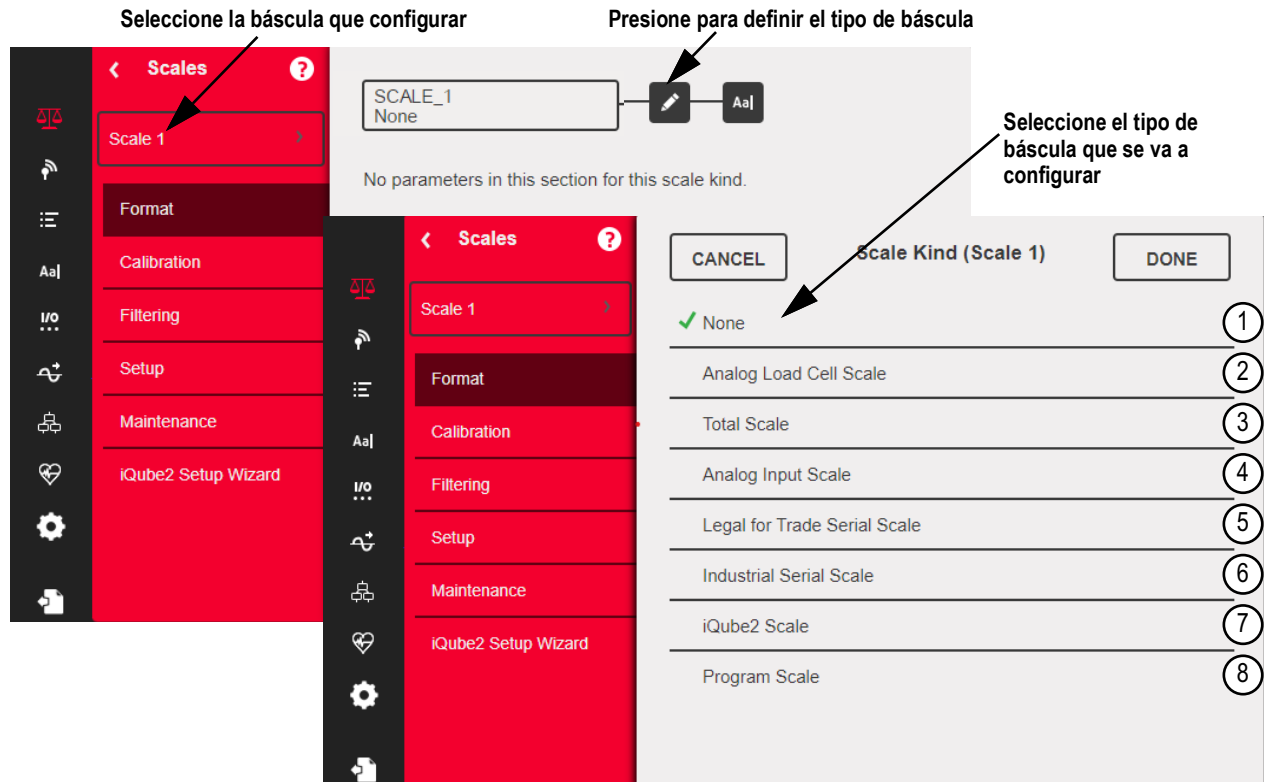 Seleccione la báscula que configurar
Presione para definir el tipo de báscula
Scales
?
Scale 1
Format
Calibration
Filtering
Setup
Maintenance
iQube2 Setup Wizard
Aa
I/O
SCALE_1
None
Aa
No parameters in this section for this scale kind.
Seleccione el tipo de
báscula que se va a
configurar
Scales
?
Scale 1
Format
Calibration
Filtering
Setup
Maintenance
iQube2 Setup Wizard
Aa
I/O
CANCEL
Scale Kind (Scale 1)
DONE
None 1
Analog Load Cell Scale 2
Total Scale 3
Analog Input Scale 4
Legal for Trade Serial Scale 5
Industrial Serial Scale 6
iQube2 Scale 7
Program Scale 8